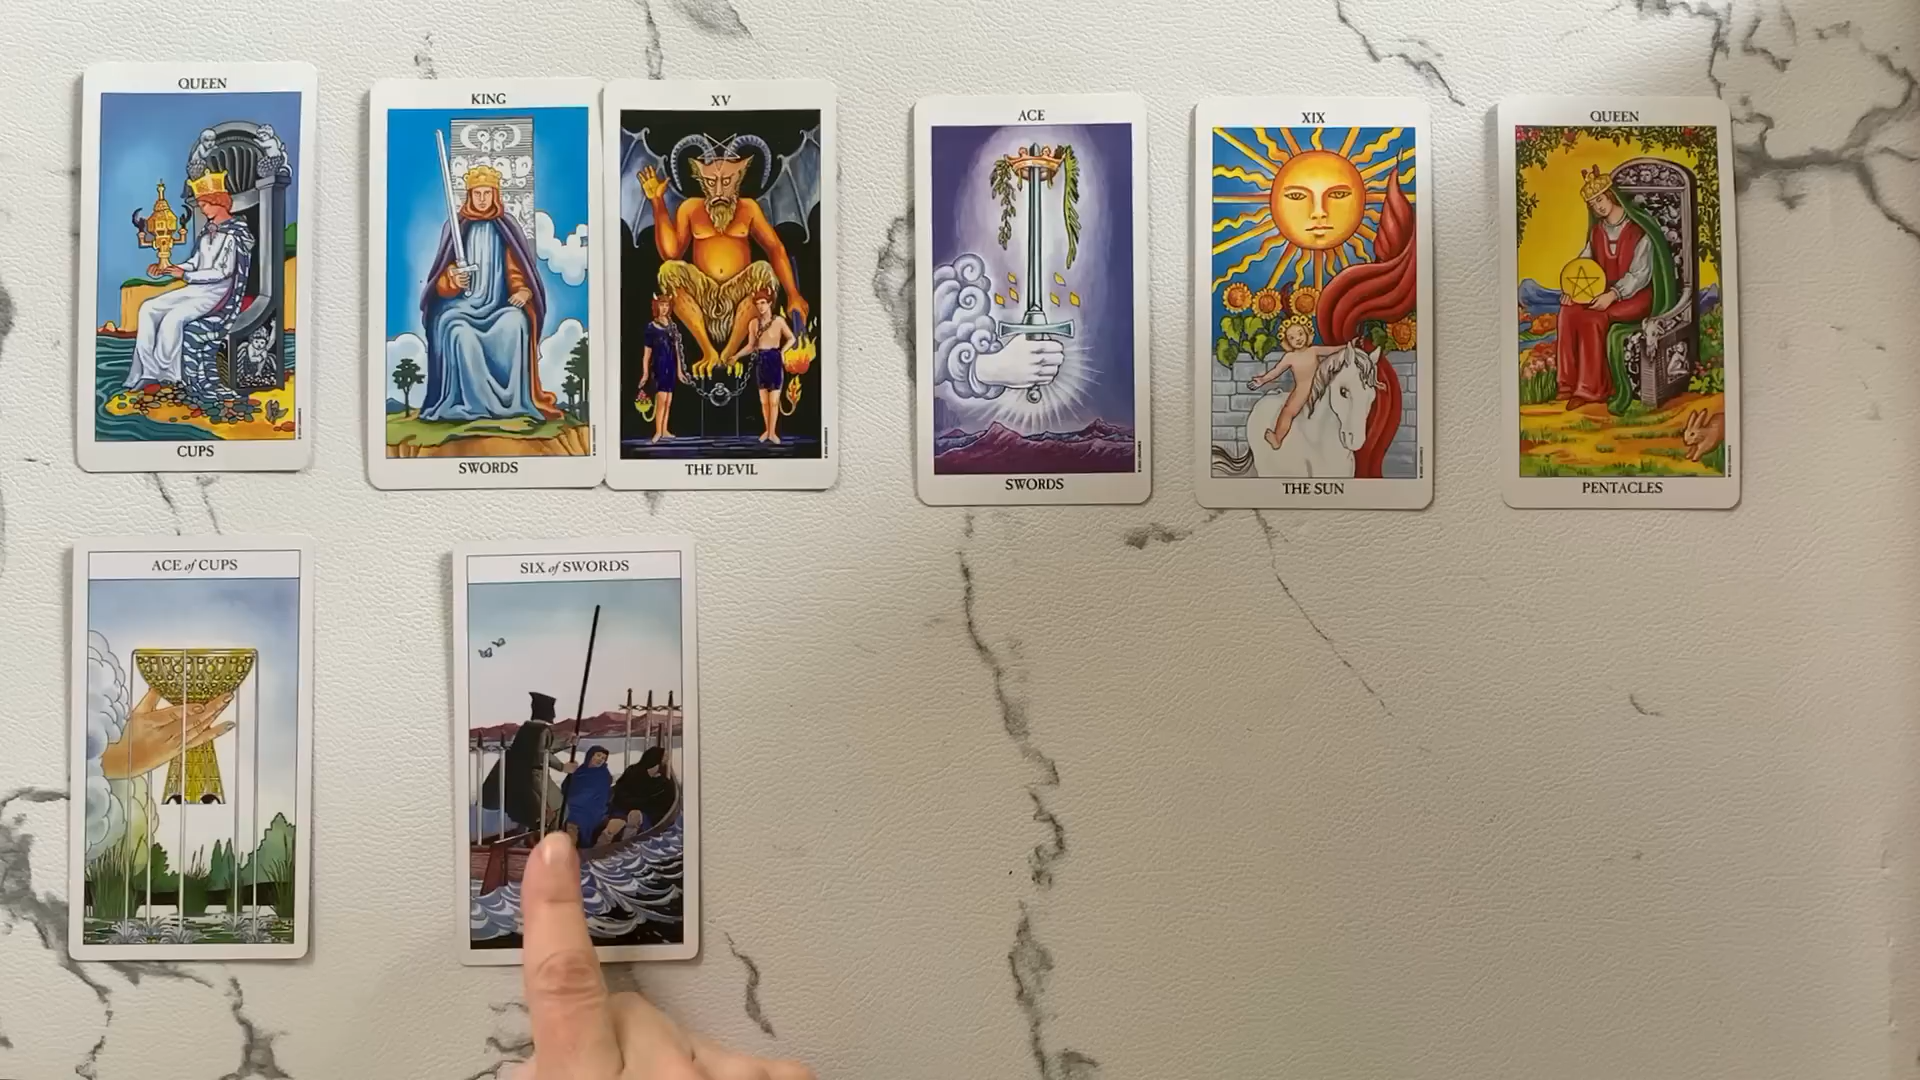 QUEEN
CUPS
KING
SWORDS
XV
THE DEVIL
ACE
SWORDS
XIX
THE SUN
QUEEN
PENTACLES
ACE of CUPS
SIX of SWORDS